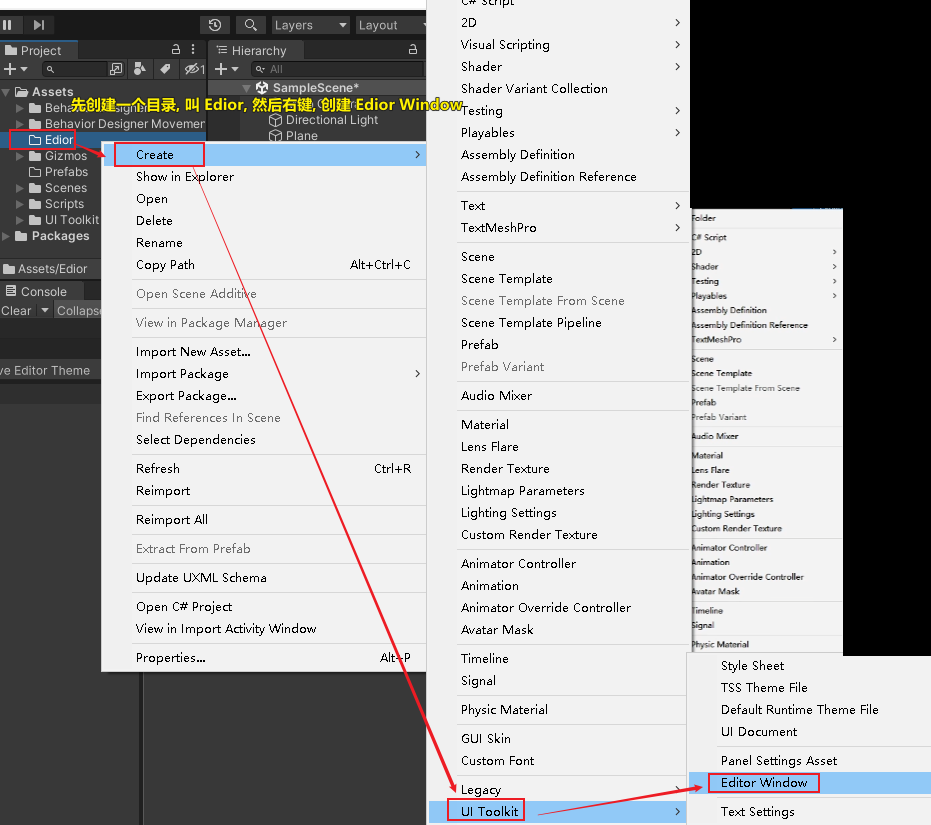 Layers
Layout
Project
Hierarchy
1
All
Assets
SampleScene*
先创建一个目录, 叫 Edior, 然后右键, 创建 Edior Window
Behavior Designer Movemen
Directional Light
Plane
Edior
Gizmos
Prefabs
Scenes
Scripts
UI Toolkit
Packages
Assets/Edior
Console
Clear
Collapse
ve Editor Theme
Create
Show in Explorer
Open
Delete
Rename
Copy Path Alt+Ctrl+C
Open Scene Additive
View in Package Manager
Import New Asset...
Import Package
Export Package...
Find References In Scene
Select Dependencies
Refresh Ctrl+R
Reimport
Reimport All
Extract From Prefab
Update UXML Schema
Open C# Project
View in Import Activity Window
Properties... Alt+P
C# Script
2D
Visual Scripting
Shader
Shader Variant Collection
Testing
Playables
Assembly Definition
Assembly Definition Reference
Text
TextMeshPro
Scene
Scene Template
Scene Template From Scene
Scene Template Pipeline
Prefab
Prefab Variant
Audio Mixer
Material
Lens Flare
Render Texture
Lightmap Parameters
Lighting Settings
Custom Render Texture
Animator Controller
Animation
Animator Override Controller
Avatar Mask
Timeline
Signal
Physic Material
GUI Skin
Custom Font
Legacy
UI Toolkit
Folder
C# Script
2D
Shader
Testing
Playables
Assembly Definition
Assembly Definition Reference
TextMeshPro
Scene
Scene Template
Scene Template From Scene
Prefab
Prefab Variant
Audio Mixer
Material
Lens Flare
Render Texture
Lightmap Parameters
Lighting Settings
Custom Render Texture
Animator Controller
Animation
Animator Override Controller
Avatar Mask
Timeline
Signal
Physic Material
Style Sheet
TSS Theme File
Default Runtime Theme File
UI Document
Panel Settings Asset
Editor Window
Text Settings